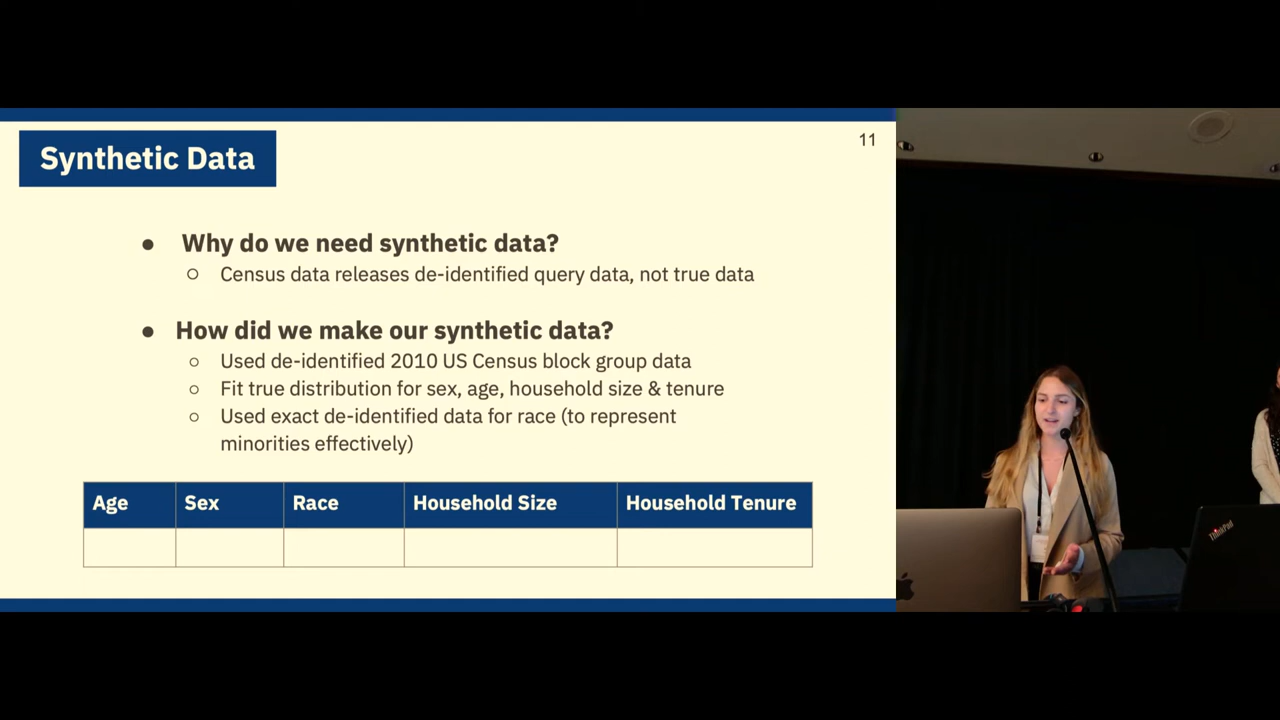 11
Synthetic Data
● Why do we need synthetic data?
○ Census data releases de-identified query data, not true data
● How did we make our synthetic data?
○ Used de-identified 2010 US Census block group data
○ Fit true distribution for sex, age, household size & tenure
○ Used exact de-identified data for race (to represent
minorities effectively)
Age Sex Race Household Size Household Tenure
ThinkPad